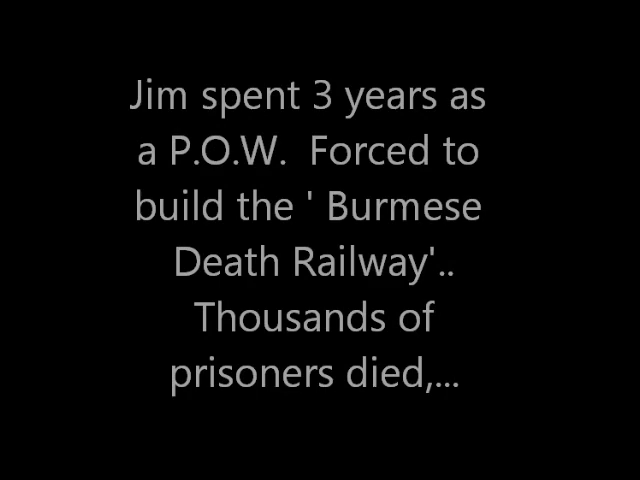 Jim spent 3 years as
a P.O.W.  Forced to
build the ' Burmese
Death Railway'..
Thousands of
prisoners died,...